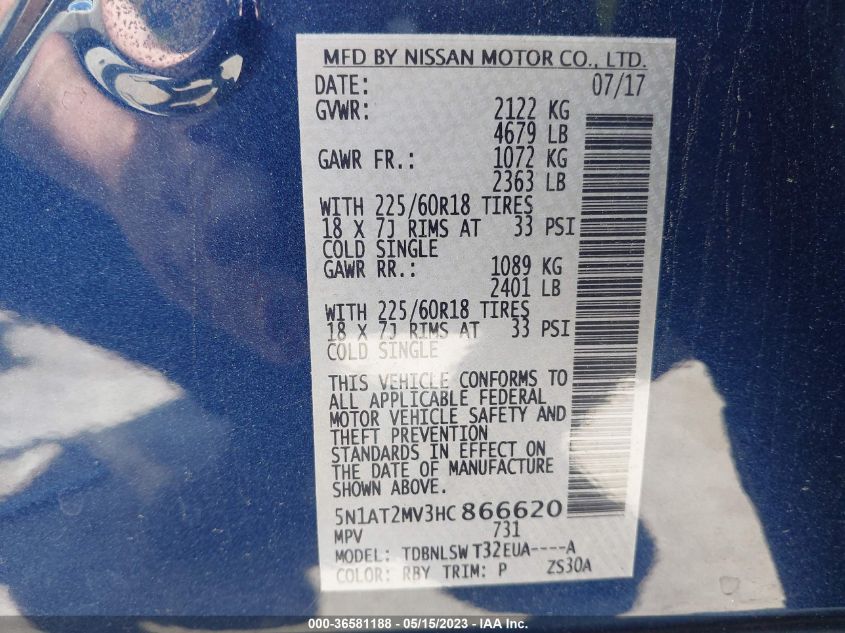 MFD BY NISSAN MOTOR CO., LTD.
DATE: 07/17
GVWR: 2122 KG
4679 LB
GAWR FR.: 1072 KG
2363 LB
WITH 225/60R18 TIRES
18 X 7J RIMS AT 33 PSI
COLD SINGLE
GAWR RR.: 1089 KG
2401 LB
WITH 225/60R18 TIRES
18 X 7J RIMS AT 33 PSI
COLD SINGLE
THIS VEHICLE CONFORMS TO
ALL APPLICABLE FEDERAL
MOTOR VEHICLE SAFETY AND
THEFT PREVENTION
STANDARDS IN EFFECT ON
THE DATE OF MANUFACTURE
SHOWN ABOVE.
5N1AT2MV3HC866620
MPV 731
MODEL: TDBNLSW T32EUA----A
COLOR: RBY TRIM: P ZS30A
000-36581188 - 05/15/2023 - IAA Inc.